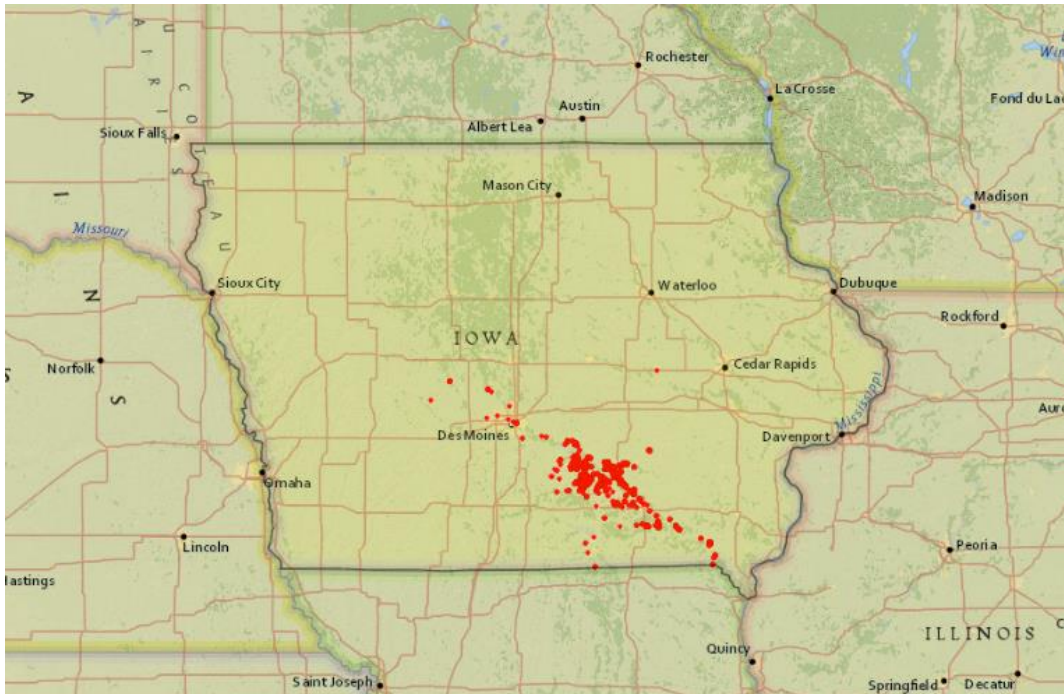 Rochester
La Crosse
Fond du Lac
Austin
Albert Lea
Sioux Falls
Mason City
Madison
Missouri
Sioux City
Waterloo
Dubuque
Rockford
IOWA
Norfolk
Cedar Rapids
Mississippi
Des Moines
Davenport
Omaha
Lincoln
Peoria
Hastings
ILLINOIS
Quincy
Saint Joseph
Springfield
Decatur